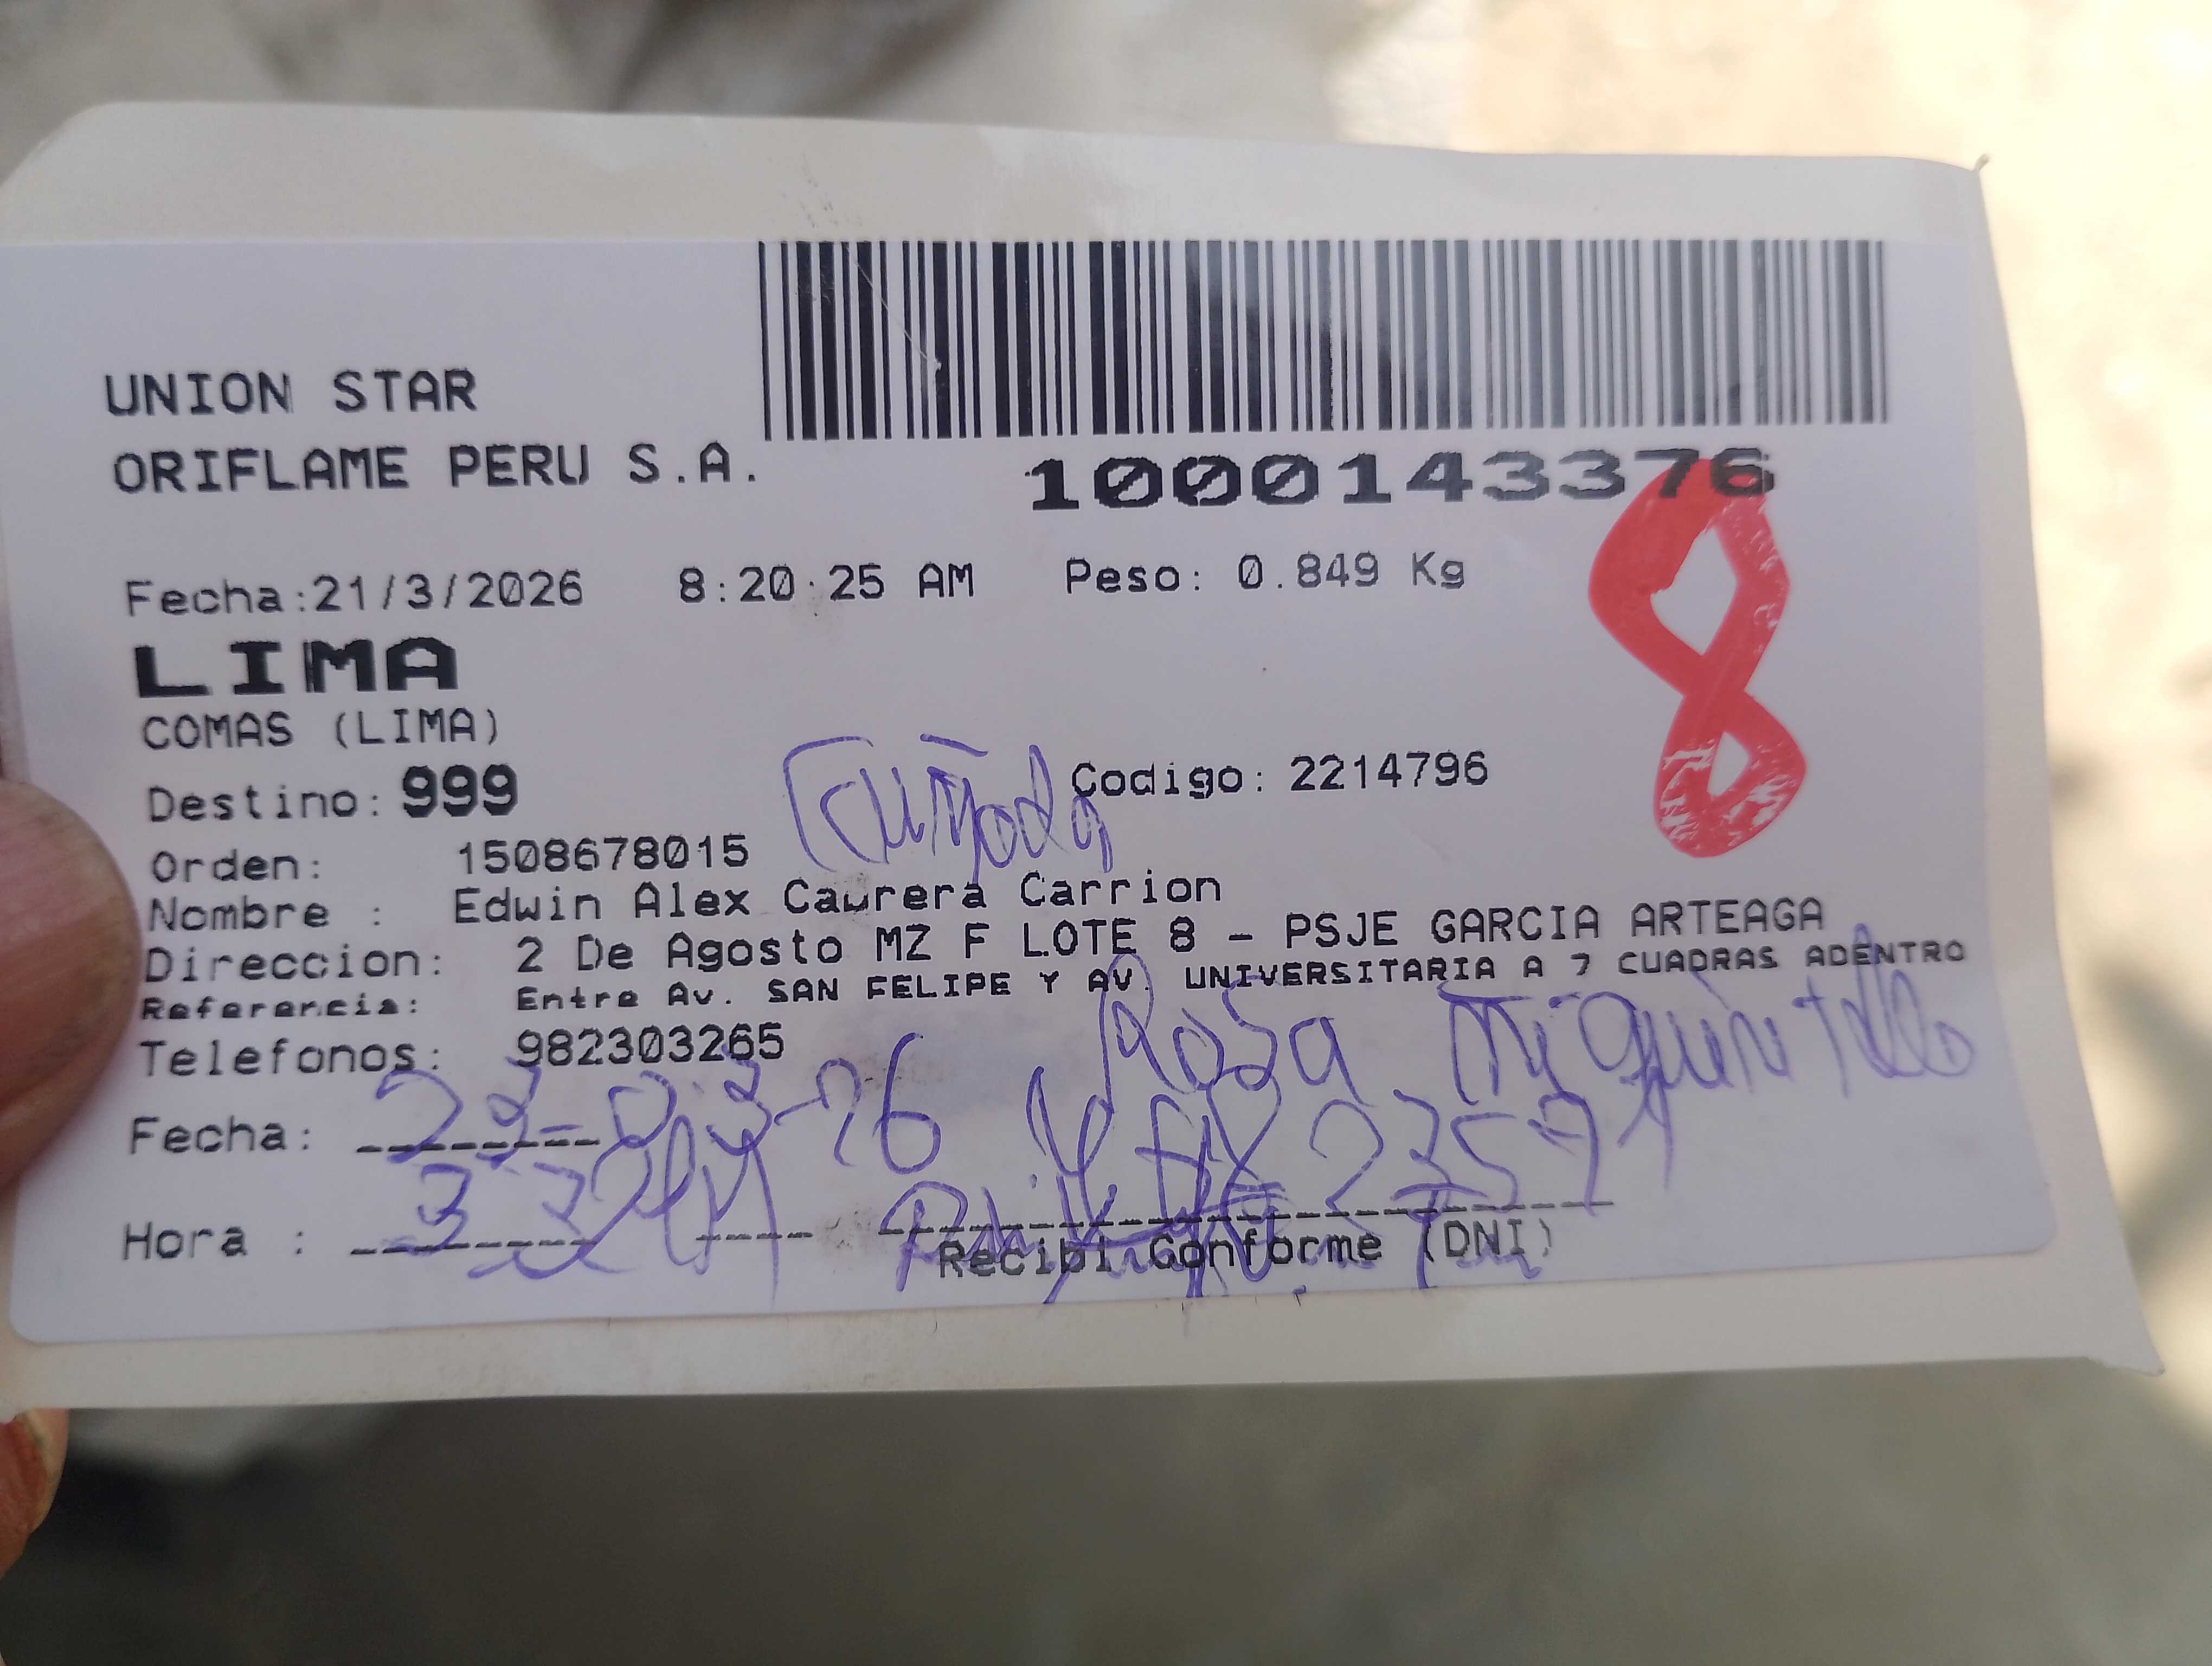 UNION STAR
ORIFLAME PERU S.A.
1000143376
8
Fecha:21/3/2026 8:20:25 AM Peso: 0.849 Kg
LIMA
COMAS (LIMA)
Destino: 999
Cuñada
Codigo: 2214796
Orden: 1508678015
Nombre : Edwin Alex Carrion
Direccion: 2 De Agosto MZ F LOTE 8 - PSJE GARCIA ARTEAGA
Referencia: Entre Av. SAN FELIPE Y AV. UNIVERSITARIA A 7 CUADRAS ADENTRO
Telefonos: 982303265
Rosa
Fecha:
Hora :
Recibi Conforme (DNI)